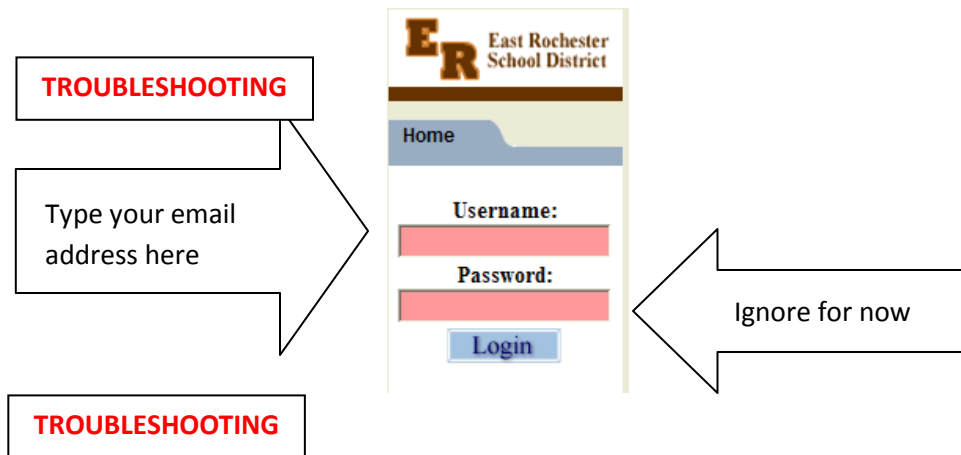 ER
East Rochester
School District
TROUBLESHOOTING
Home
Type your email
address here
Username:
Password:
Ignore for now
Login
TROUBLESHOOTING